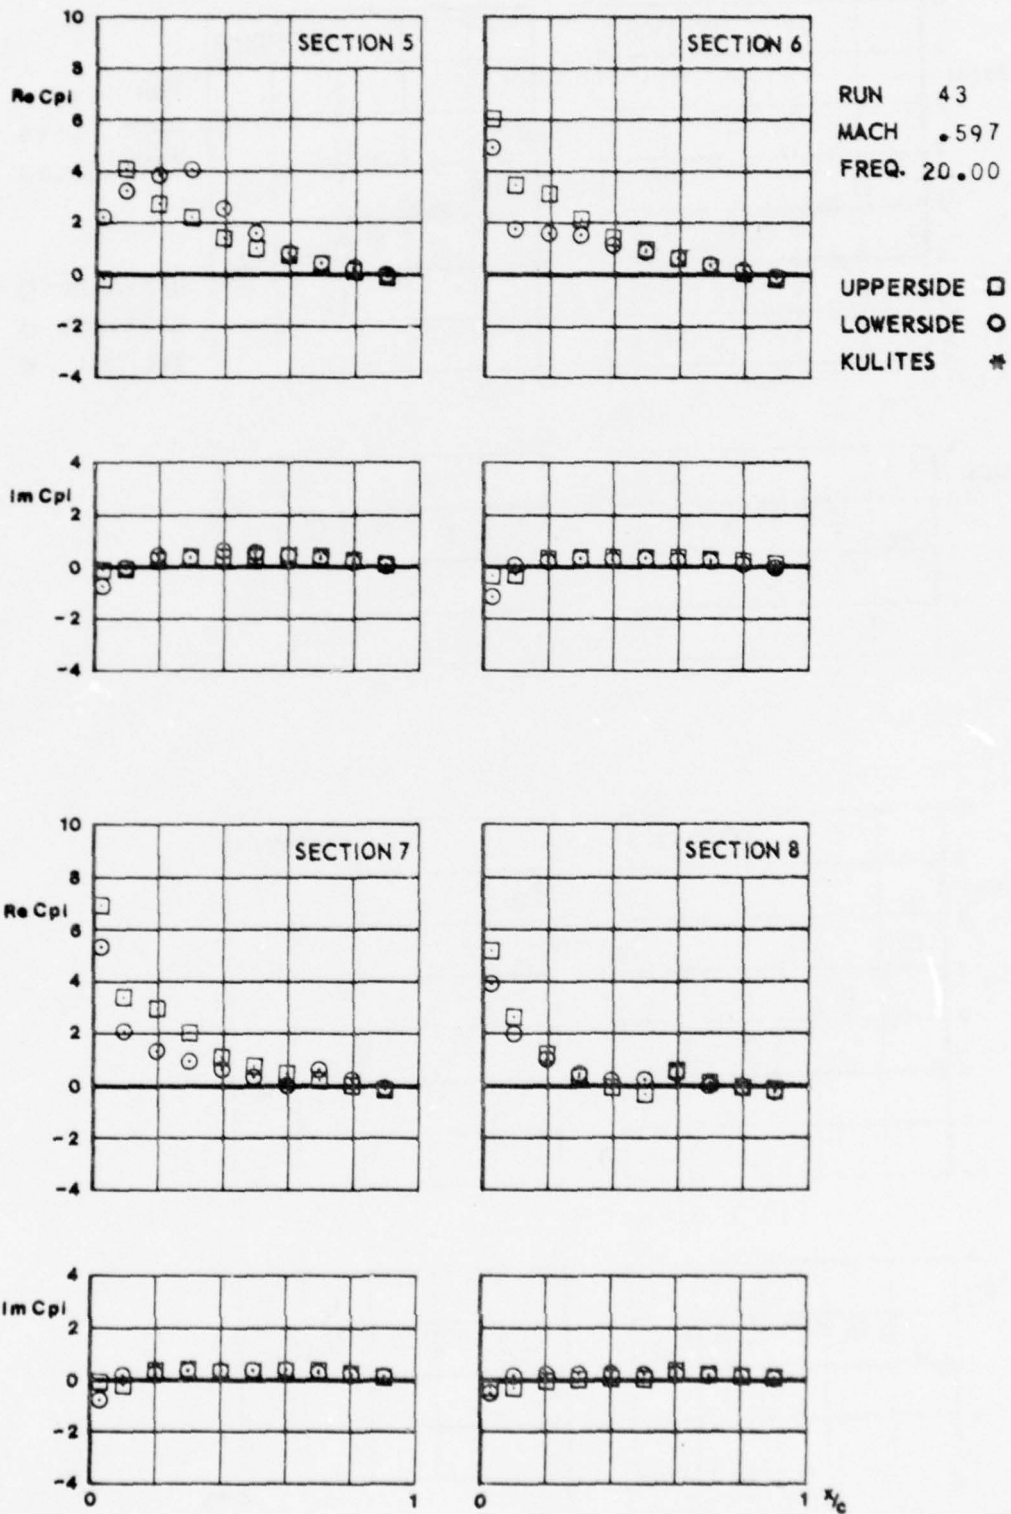 10
SECTION 5
SECTION 6
8
Re Cpi
6
4
2
0
-2
-4
RUN 43
MACH .597
FREQ. 20.00
UPPERSIDE
LOWERSIDE
KULITES *
4
Im Cpi
2
0
-2
-4
10
SECTION 7
SECTION 8
8
Re Cpi
6
4
2
0
-2
-4
4
Im Cpi
2
0
-2
-4
0 1 0 1 x/c